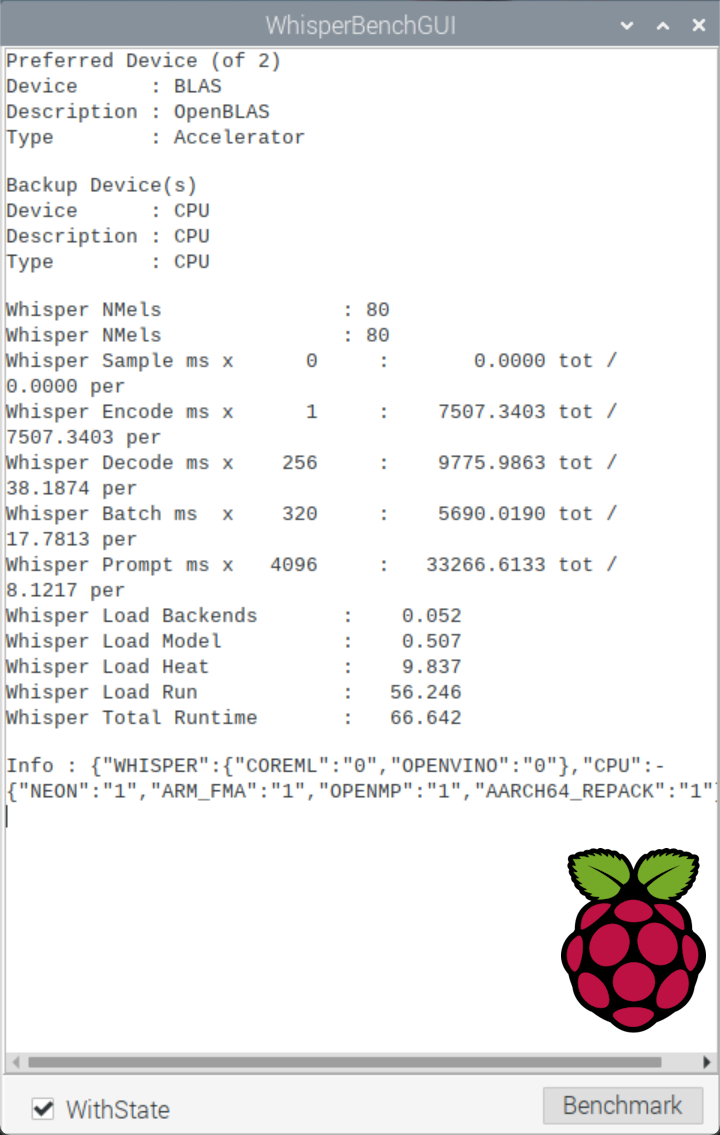 WhisperBenchGUI
Preferred Device (of 2)
Device      : BLAS
Description : OpenBLAS
Type        : Accelerator
Backup Device(s)
Device      : CPU
Description : CPU
Type        : CPU
Whisper NMels               : 80
Whisper NMels               : 80
Whisper Sample ms x      0     :       0.0000 tot /
0.0000 per
Whisper Encode ms x      1     :    7507.3403 tot /
7507.3403 per
Whisper Decode ms x    256     :    9775.9863 tot /
38.1874 per
Whisper Batch ms  x    320     :    5690.0190 tot /
17.7813 per
Whisper Prompt ms x   4096     :   33266.6133 tot /
8.1217 per
Whisper Load Backends       :    0.052
Whisper Load Model          :    0.507
Whisper Load Heat           :    9.837
Whisper Load Run            :   56.246
Whisper Total Runtime       :   66.642
Info : {"WHISPER":{"COREML":"0","OPENVINO":"0"},"CPU":-
{"NEON":"1","ARM_FMA":"1","OPENMP":"1","AARCH64_REPACK":"1"
WithState
Benchmark